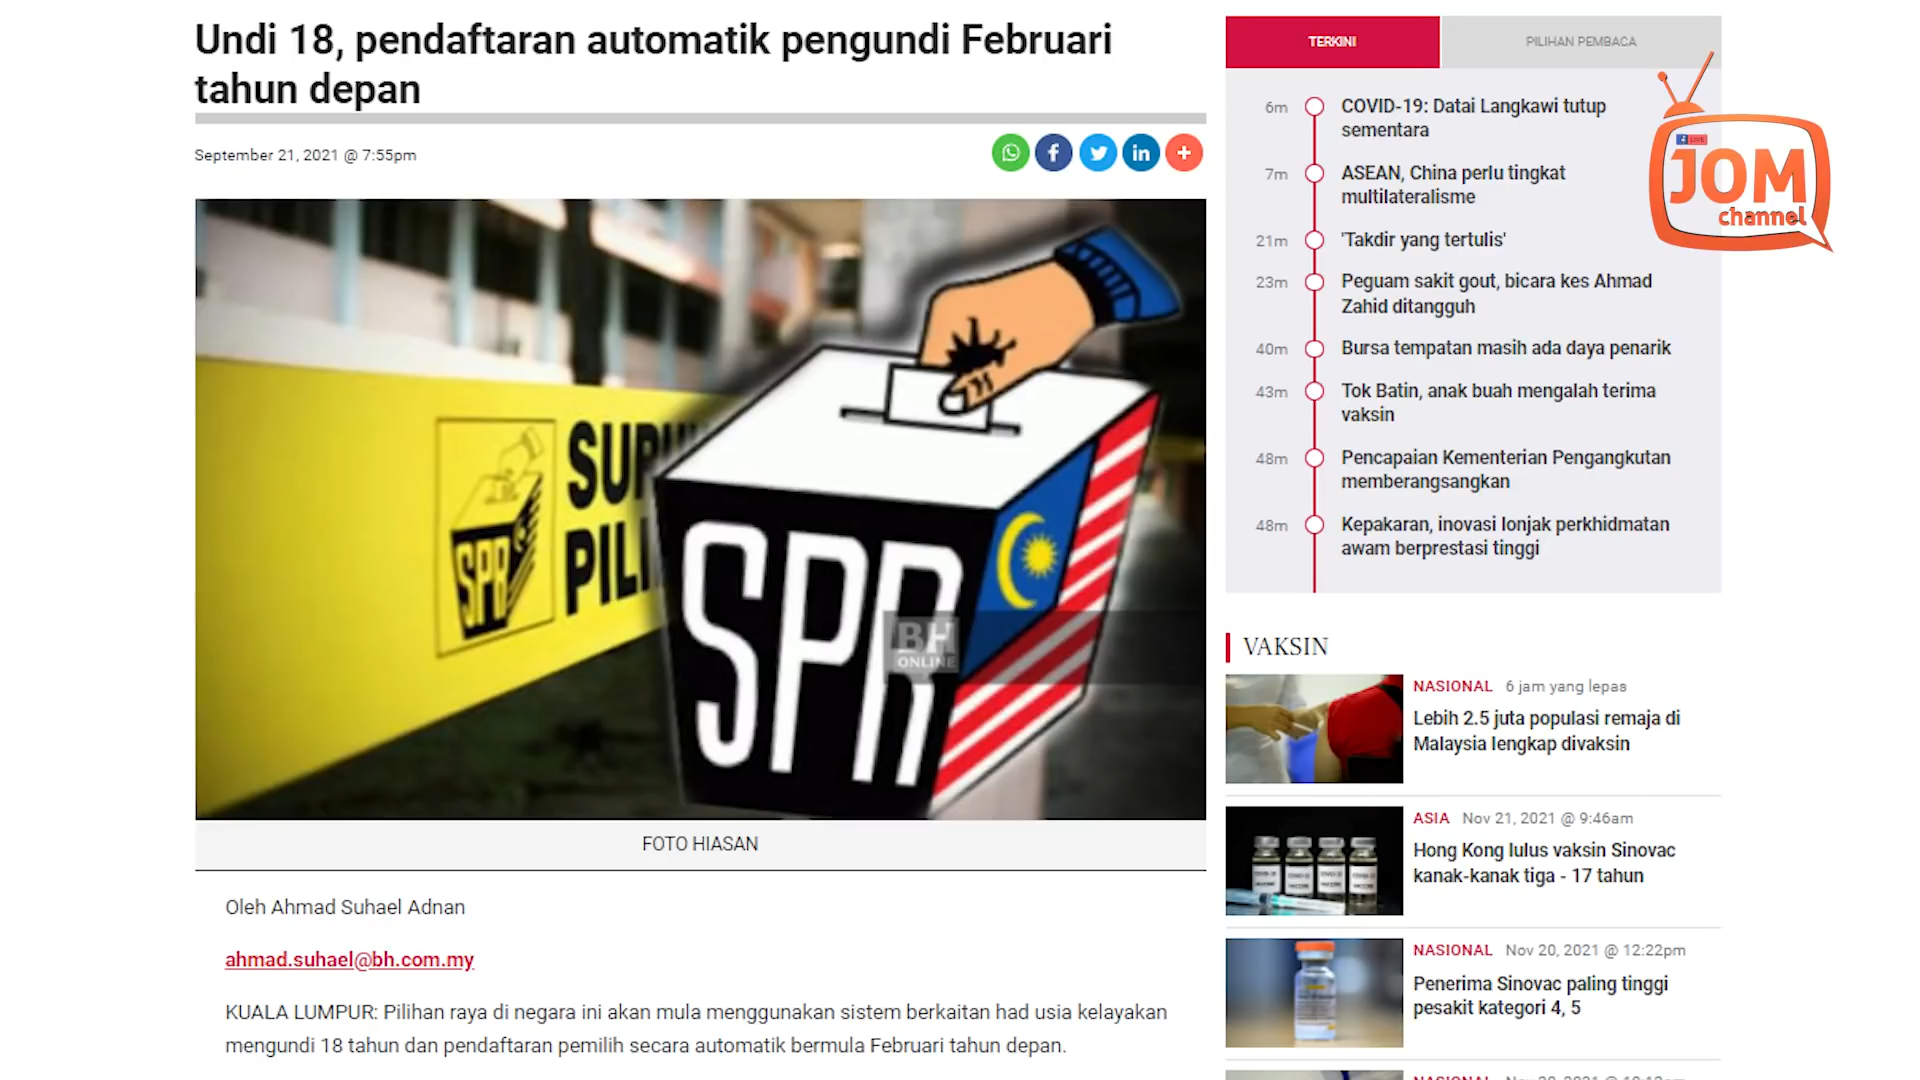 Undi 18, pendaftaran automatik pengundi Februari
tahun depan
September 21, 2021 @ 7:55pm
SPR
SPR
BH
ONLINE
FOTO HIASAN
Oleh Ahmad Suhael Adnan
ahmad.suhael@bh.com.my
KUALA LUMPUR: Pilihan raya di negara ini akan mula menggunakan sistem berkaitan had usia kelayakan
mengundi 18 tahun dan pendaftaran pemilih secara automatik bermula Februari tahun depan.
TERKINI
PILIHAN PEMBACA
LIVE
JOM
channel
6m COVID-19: Datai Langkawi tutup
sementara
7m ASEAN, China perlu tingkat
multilateralisme
21m 'Takdir yang tertulis'
23m Peguam sakit gout, bicara kes Ahmad
Zahid ditangguh
40m Bursa tempatan masih ada daya penarik
43m Tok Batin, anak buah mengalah terima
vaksin
48m Pencapaian Kementerian Pengangkutan
memberangsangkan
48m Kepakaran, inovasi lonjak perkhidmatan
awam berprestasi tinggi
VAKSIN
NASIONAL 6 jam yang lepas
Lebih 2.5 juta populasi remaja di
Malaysia lengkap divaksin
ASIA Nov 21, 2021 @ 9:46am
Hong Kong lulus vaksin Sinovac
kanak-kanak tiga - 17 tahun
NASIONAL Nov 20, 2021 @ 12:22pm
Penerima Sinovac paling tinggi
pesakit kategori 4, 5